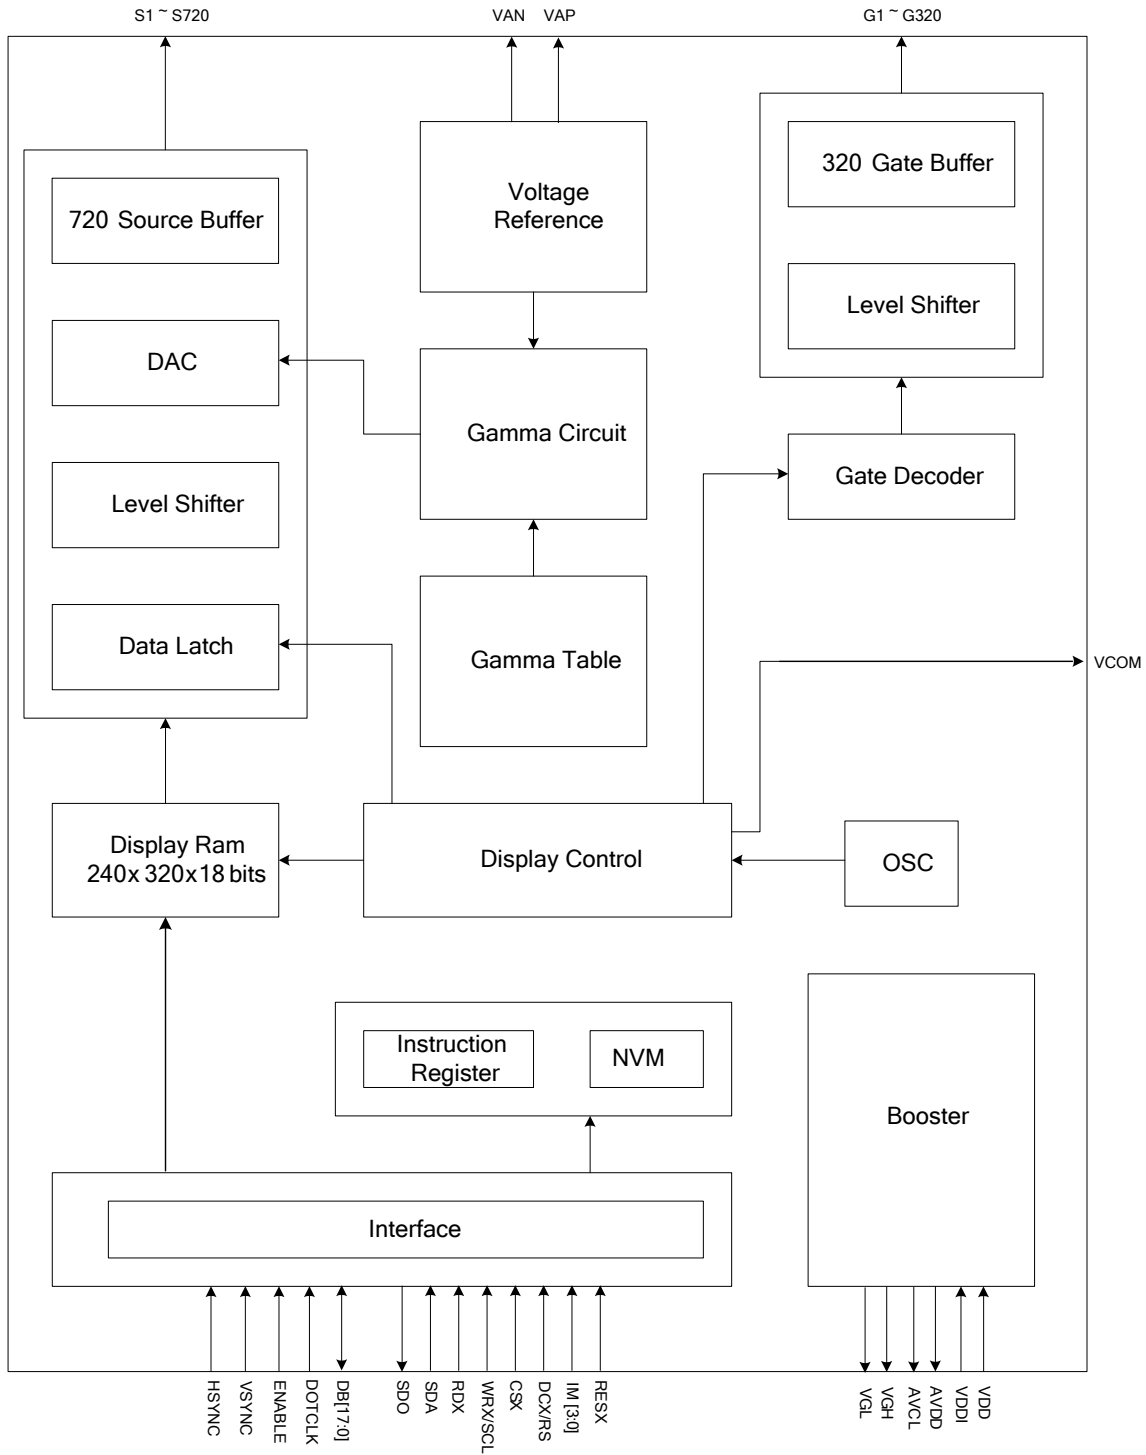 S1 ~ S720
VAN
VAP
G1 ~ G320
720 Source Buffer
DAC
Level Shifter
Data Latch
Voltage
Reference
Gamma Circuit
Gamma Table
320 Gate Buffer
Level Shifter
Gate Decoder
VCOM
Display Ram
240x 320x18 bits
Display Control
OSC
Instruction
Register
NVM
Booster
Interface
HSYNC
VSYNC
ENABLE
DOTCLK
DB[17:0]
SDO
SDA
RDX
WRX/SCL
CSX
DCX/RS
IM [3:0]
RESX
VGL
VGH
AVCL
AVDD
VDDI
VDD